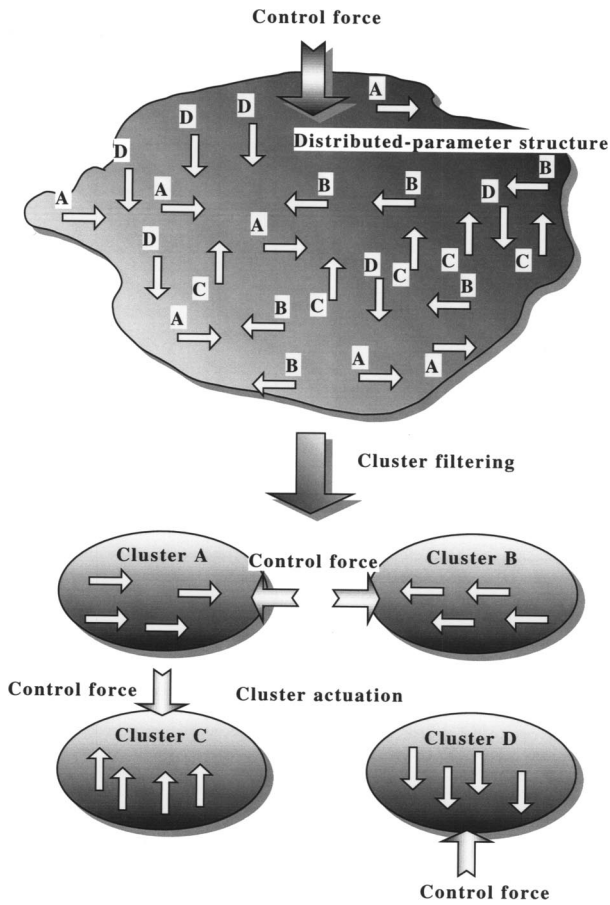 Control force
A
D
D
Distributed-parameter structure
D
B
A
A
B
B
D
D
A
C
C
D
C
C
C
B
A
B
A
A
B
Cluster filtering
Cluster A
Control force
Cluster B
Control force
Cluster actuation
Cluster C
Cluster D
Control force